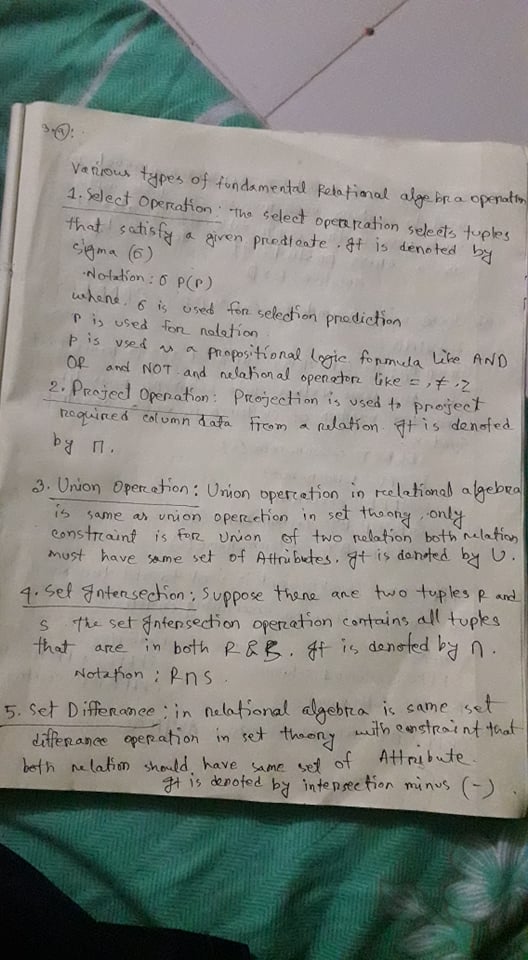 3.(a):
Various types of fundamental Relational algebra operation
1. Select Operation: The select operation selects tuples
that satisfy a given predicate. It is denoted by
sigma (σ)
Notation: σ P(P)
where. σ is used for selection prediction
P is used for nolation
p is used as a propositional logic formula like AND
OR and NOT. and relational operator like =, ≠, ≥
2. Project Operation: Projection is used to project
required column data from a relation. It is denoted
by Π.
3. Union Operation: Union operation in relational algebra
is same as union operation in set theory, only
constraint is for union of two relation both relation
must have same set of Attributes. It is denoted by U.
4. Set Intersection: Suppose there are two tuples R and
S The set Intersection operation contains all tuples
that are in both R & S. It is denoted by ∩.
Notation: R∩S.
5. Set Difference: in relational algebra is same set
differance operation in set theory with constraint that
both relation should have same set of Attribute.
It is denoted by intersection minus (-).